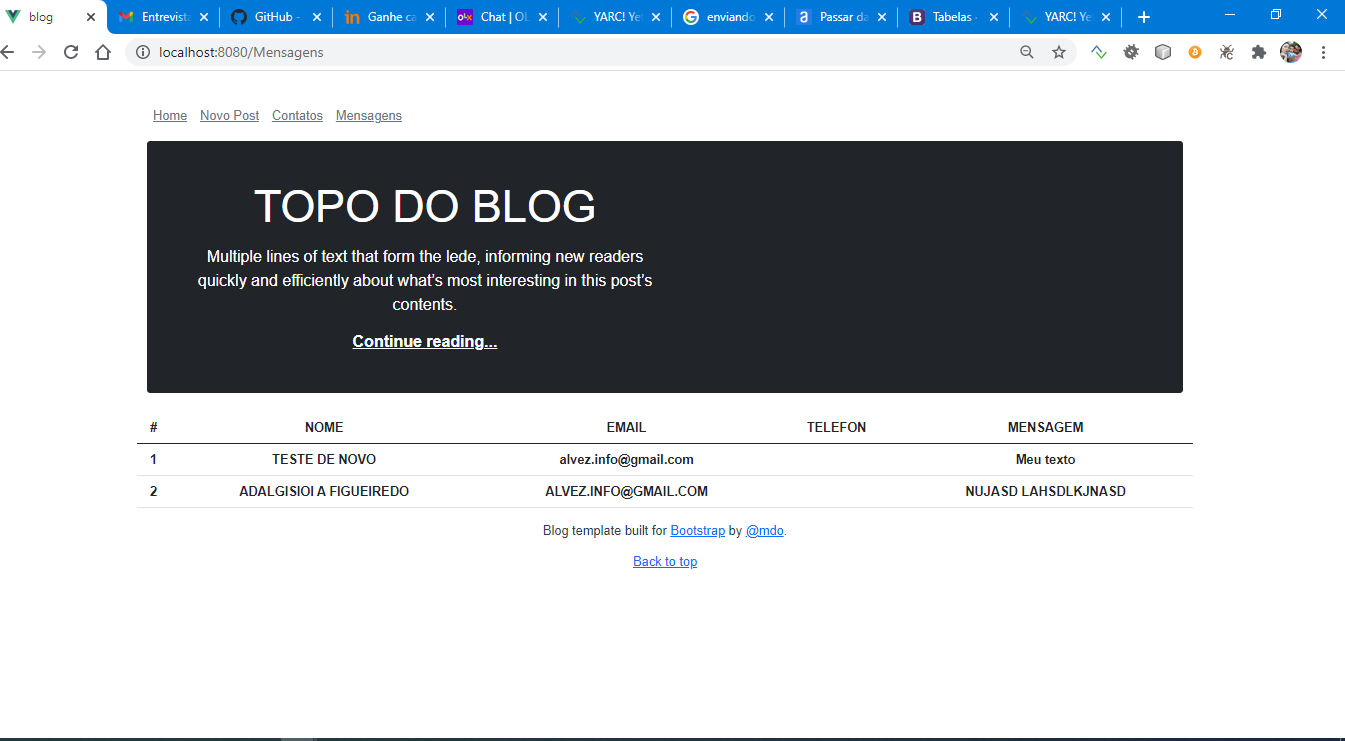 blog Entrevista GitHub - Ganhe ca Chat | OL YARC! Ye enviando Passar da Tabelas - YARC! Ye
localhost:8080/Mensagens
Home Novo Post Contatos Mensagens
TOPO DO BLOG
Multiple lines of text that form the lede, informing new readers
quickly and efficiently about what's most interesting in this post's
contents.
Continue reading...
# NOME EMAIL TELEFON MENSAGEM
1 TESTE DE NOVO alvez.info@gmail.com Meu texto
2 ADALGISIOI A FIGUEIREDO ALVEZ.INFO@GMAIL.COM NUJASD LAHSDLKJNASD
Blog template built for Bootstrap by @mdo.
Back to top